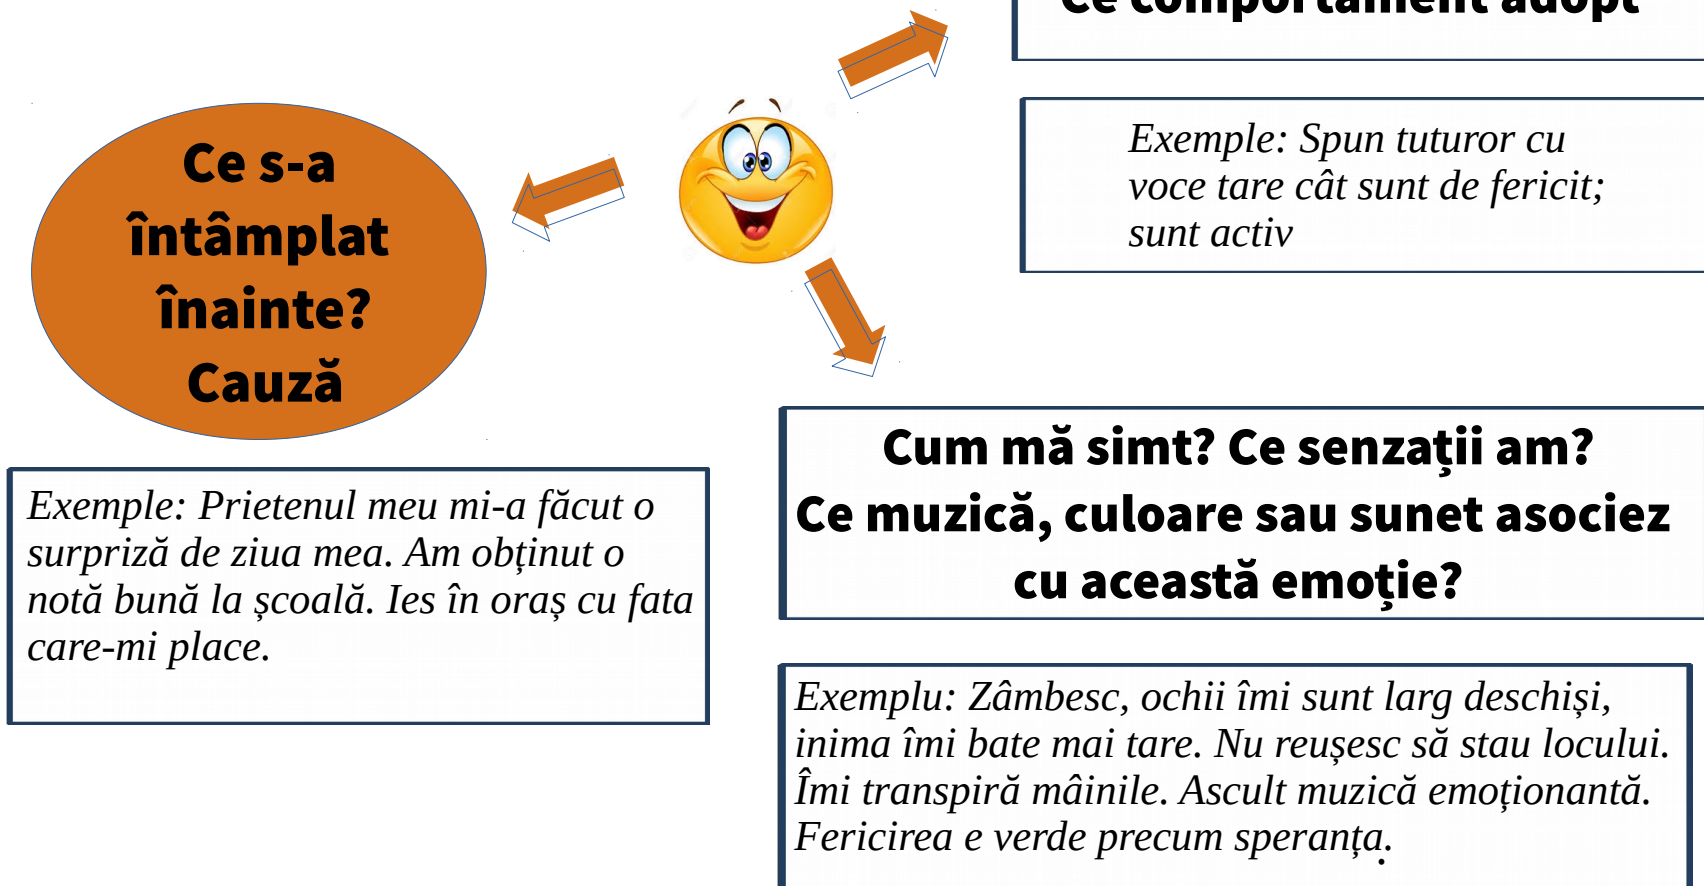 Ce comportament adopt
Exemple: Spun tuturor cu
voce tare cât sunt de fericit;
sunt activ
Ce s-a
întâmplat
înainte?
Cauză
Exemple: Prietenul meu mi-a făcut o
surpriză de ziua mea. Am obținut o
notă bună la școală. Ies în oraș cu fata
care-mi place.
Cum mă simt? Ce senzații am?
Ce muzică, culoare sau sunet asociez
cu această emoție?
Exemplu: Zâmbesc, ochii îmi sunt larg deschiși,
inima îmi bate mai tare. Nu reușesc să stau locului.
Îmi transpiră mâinile. Ascult muzică emoționantă.
Fericirea e verde precum speranța.
.